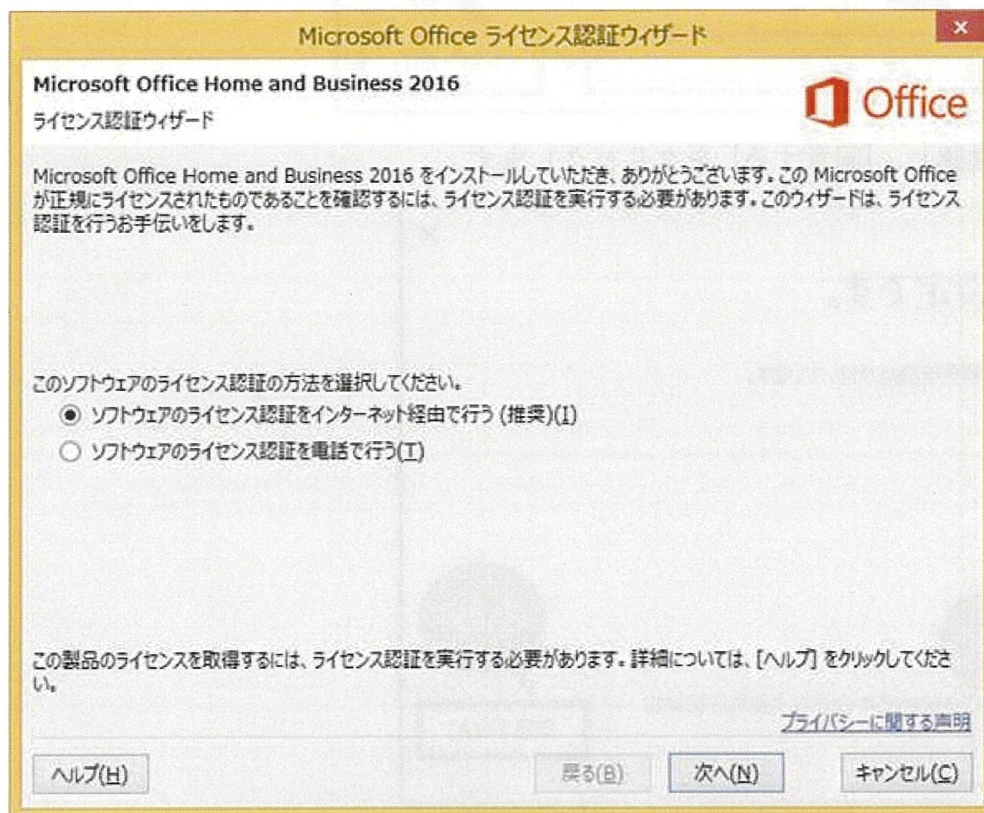 Microsoft Office ライセンス認証ウィザード
x
Microsoft Office Home and Business 2016
ライセンス認証ウィザード
Office
Microsoft Office Home and Business 2016 をインストールしていただき、ありがとうございます。この Microsoft Office
が正規にライセンスされたものであることを確認するには、ライセンス認証を実行する必要があります。このウィザードは、ライセンス
認証を行うお手伝いをします。
このソフトウェアのライセンス認証の方法を選択してください。
ソフトウェアのライセンス認証をインターネット経由で行う (推奨)(I)
ソフトウェアのライセンス認証を電話で行う(T)
この製品のライセンスを取得するには、ライセンス認証を実行する必要があります。詳細については、[ヘルプ] をクリックしてくださ
い。
プライバシーに関する声明
ヘルプ(H)
戻る(B)
次へ(N)
キャンセル(C)